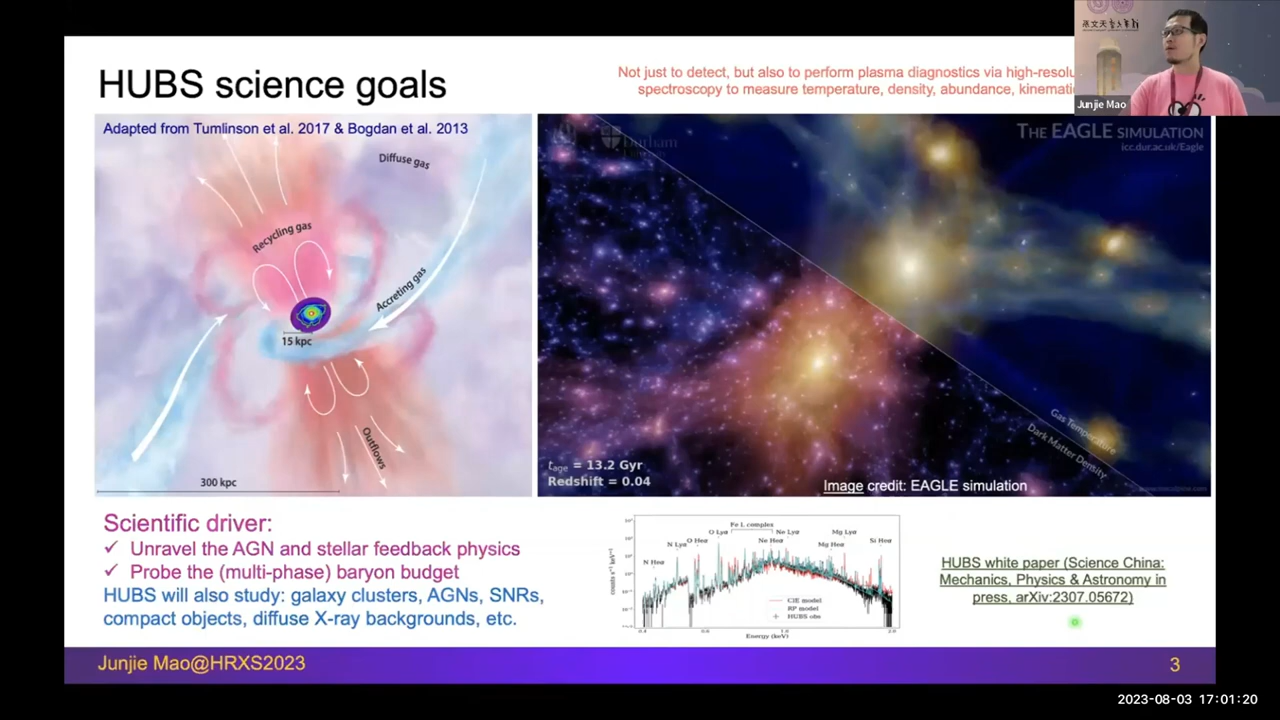 HUBS science goals
Not just to detect, but also to perform plasma diagnostics via high-resolu
spectroscopy to measure temperature, density, abundance, kinemati
Junjie Mao
Adapted from Tumlinson et al. 2017 & Bogdan et al. 2013
Diffuse gas
Recycling gas
Accreting gas
15 kpc
Outflows
300 kpc
Durham
THE EAGLE SIMULATION
icc.dur.ac.uk/Eagle
Gas Temperature
Dark Matter Density
tage = 13.2 Gyr
Redshift = 0.04
Image credit: EAGLE simulation
Scientific driver:
✓ Unravel the AGN and stellar feedback physics
✓ Probe the (multi-phase) baryon budget
HUBS will also study: galaxy clusters, AGNs, SNRs,
compact objects, diffuse X-ray backgrounds, etc.
Fe L complex
O Lyα Ne Lyα Mg Lyα
N Lyα O Heα Ne Heα Mg Heα Si Heα
N Heα
CIE model
RP model
HUBS obs
Energy (keV)
HUBS white paper (Science China:
Mechanics, Physics & Astronomy in
press, arXiv:2307.05672)
Junjie Mao@HRXS2023
3
2023-08-03 17:01:20